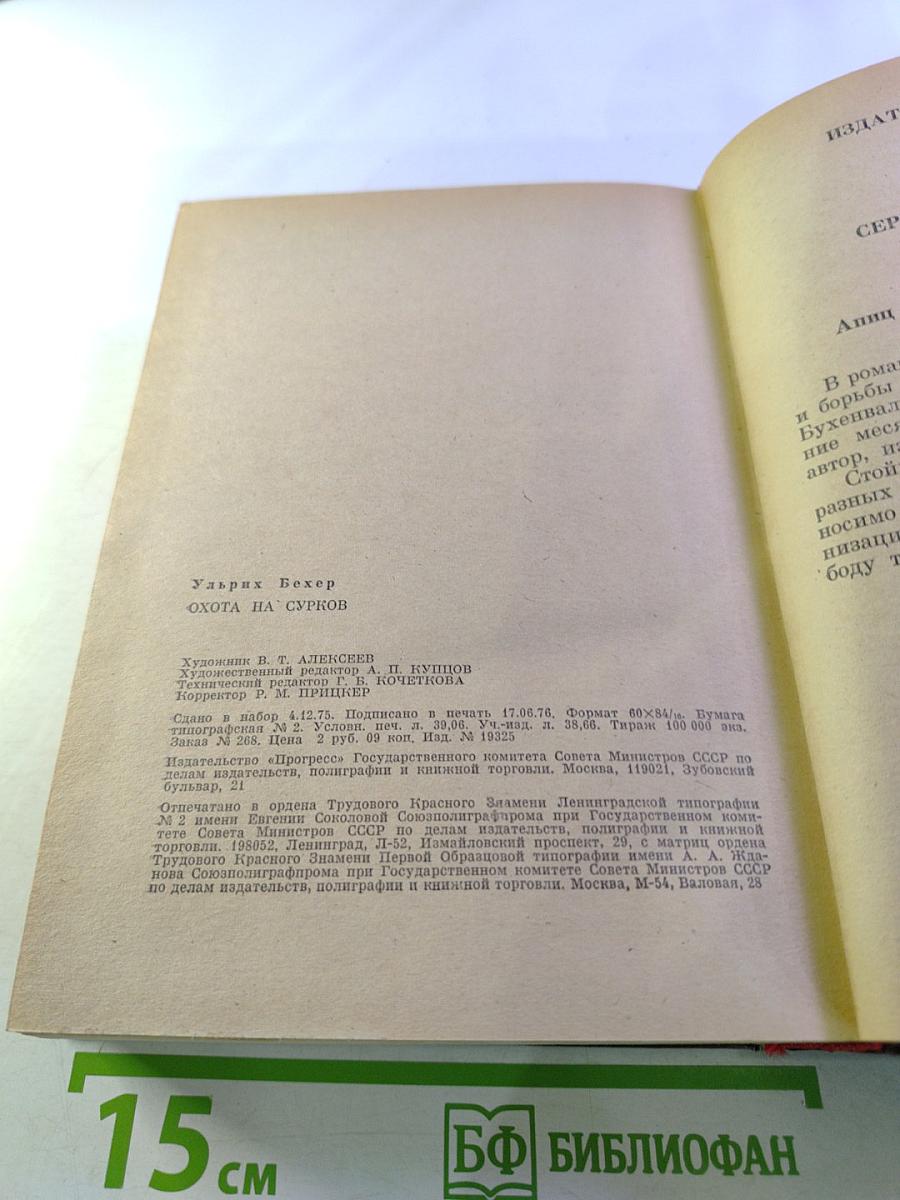 Ульрих Бехер
ОХОТА НА СУРКОВ
Художник В. Т. АЛЕКСЕЕВ
Художественный редактор А. П. КУПЦОВ
Технический редактор Г. Б. КОЧЕТКОВА
Корректор Р. М. ПРИЦКЕР
Сдано в набор 4.12.75. Подписано в печать 17.06.76. Формат 60×84/16. Бумага
типографская № 2. Условн. печ. л. 39,06. Уч.-изд. л. 38,66. Тираж 100 000 экз.
Заказ № 268. Цена 2 руб. 09 коп. Изд. № 19325
Издательство «Прогресс» Государственного комитета Совета Министров СССР по
делам издательств, полиграфии и книжной торговли. Москва, 119021, Зубовский
бульвар, 21
Отпечатано в ордена Трудового Красного Знамени Ленинградской типографии
№ 2 имени Евгении Соколовой Союзполиграфпрома при Государственном коми-
тете Совета Министров СССР по делам издательств, полиграфии и книжной
торговли. 198052, Ленинград, Л-52, Измайловский проспект, 29, с матриц ордена
Трудового Красного Знамени Первой Образцовой типографии имени А. А. Жда-
нова Союзполиграфпрома при Государственном комитете Совета Министров СССР
по делам издательств, полиграфии и книжной торговли. Москва, М-54, Валовая, 28
ИЗДАТ
СЕР
Апиц
В рома
и борьбы
Бухенвал
ние меся
автор, из
Стой
разных
носимо
низаци
боду т
15 см
БФ БИБЛИОФАН